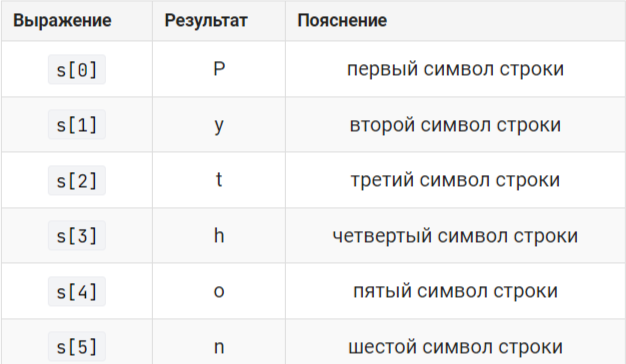 Выражение Результат Пояснение
s[0] P первый символ строки
s[1] y второй символ строки
s[2] t третий символ строки
s[3] h четвертый символ строки
s[4] o пятый символ строки
s[5] n шестой символ строки